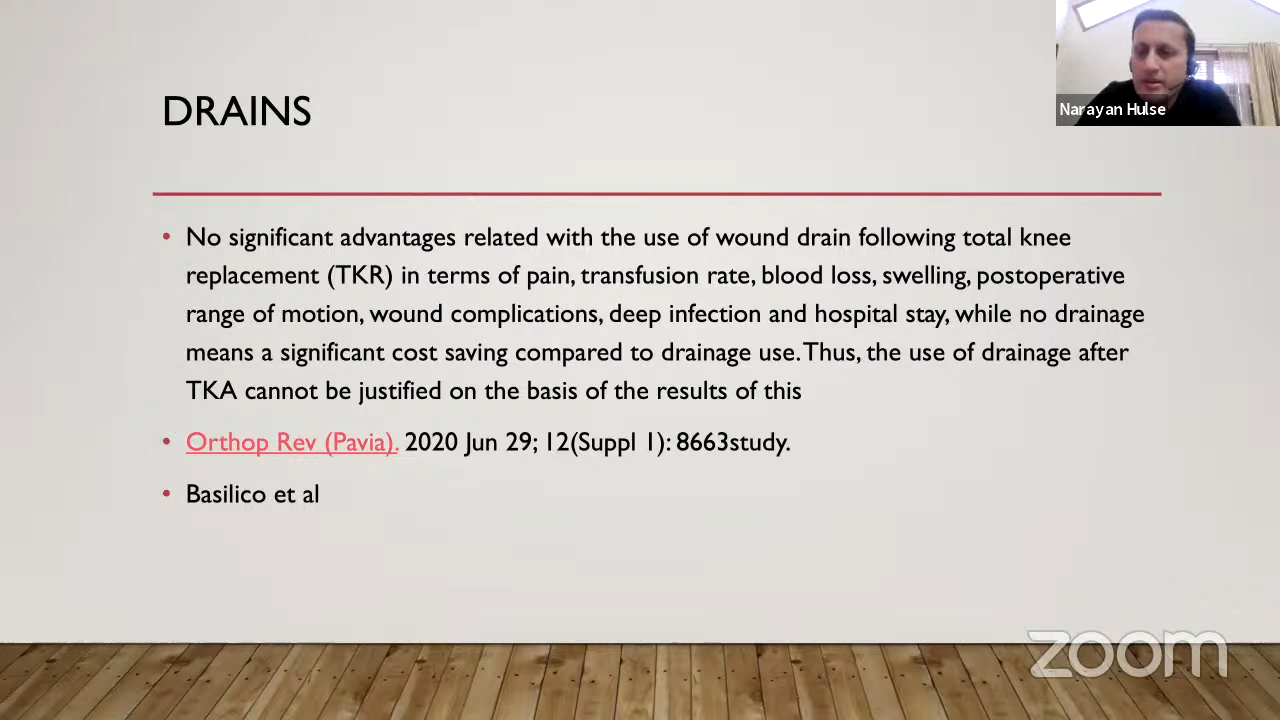 Narayan Hulse
DRAINS
• No significant advantages related with the use of wound drain following total knee
replacement (TKR) in terms of pain, transfusion rate, blood loss, swelling, postoperative
range of motion, wound complications, deep infection and hospital stay, while no drainage
means a significant cost saving compared to drainage use. Thus, the use of drainage after
TKA cannot be justified on the basis of the results of this
• Orthop Rev (Pavia). 2020 Jun 29; 12(Suppl 1): 8663study.
• Basilico et al
zoom